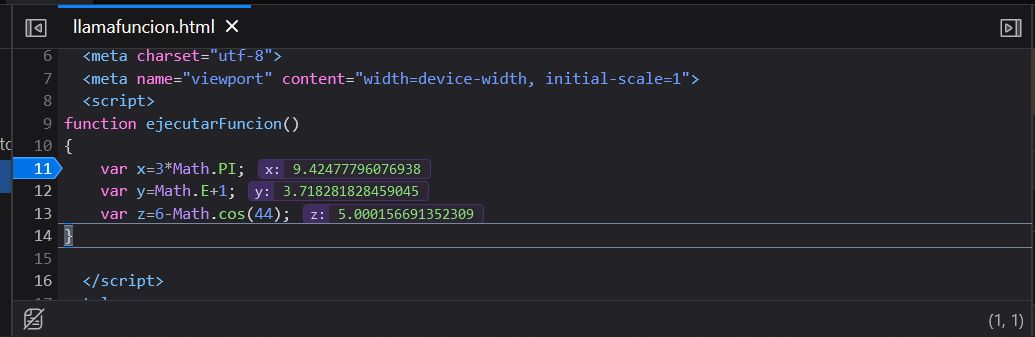 llamafuncion.html
6 <meta charset="utf-8">
7 <meta name="viewport" content="width=device-width, initial-scale=1">
8 <script>
9 function ejecutarFuncion()
10 {
11 var x=3*Math.PI; x: 9.42477796076938
12 var y=Math.E+1; y: 3.718281828459045
13 var z=6-Math.cos(44); z: 5.000156691352309
14 }
15
16 </script>
(1, 1)